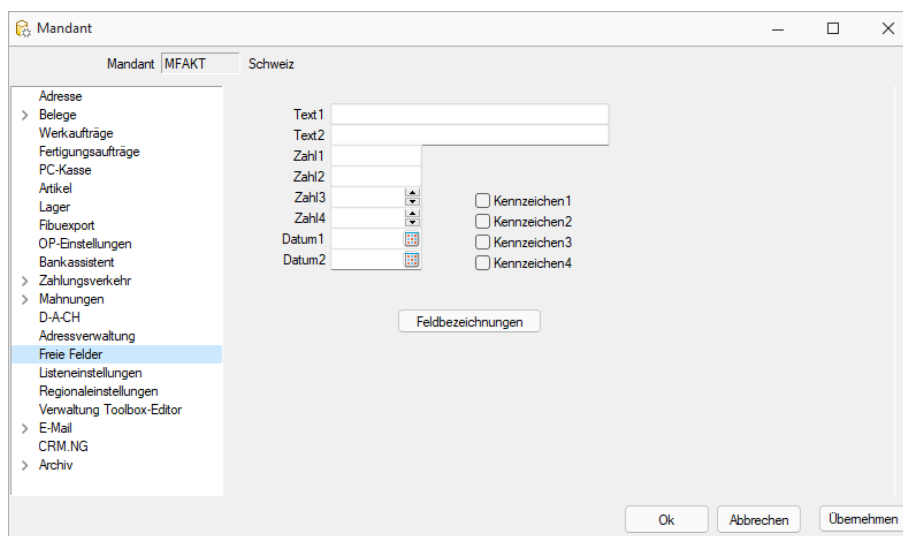 Mandant
Mandant MFAKT Schweiz
Adresse
Belege
Werkaufträge
Fertigungsaufträge
PC-Kasse
Artikel
Lager
Fibuexport
OP-Einstellungen
Bankassistent
Zahlungsverkehr
Mahnungen
D-A-CH
Adressverwaltung
Freie Felder
Listeneinstellungen
Regionaleinstellungen
Verwaltung Toolbox-Editor
E-Mail
CRM.NG
Archiv
Text1
Text2
Zahl1
Zahl2
Zahl3
Zahl4
Datum1
Datum2
Kennzeichen1
Kennzeichen2
Kennzeichen3
Kennzeichen4
Feldbezeichnungen
Ok Abbrechen Übernehmen